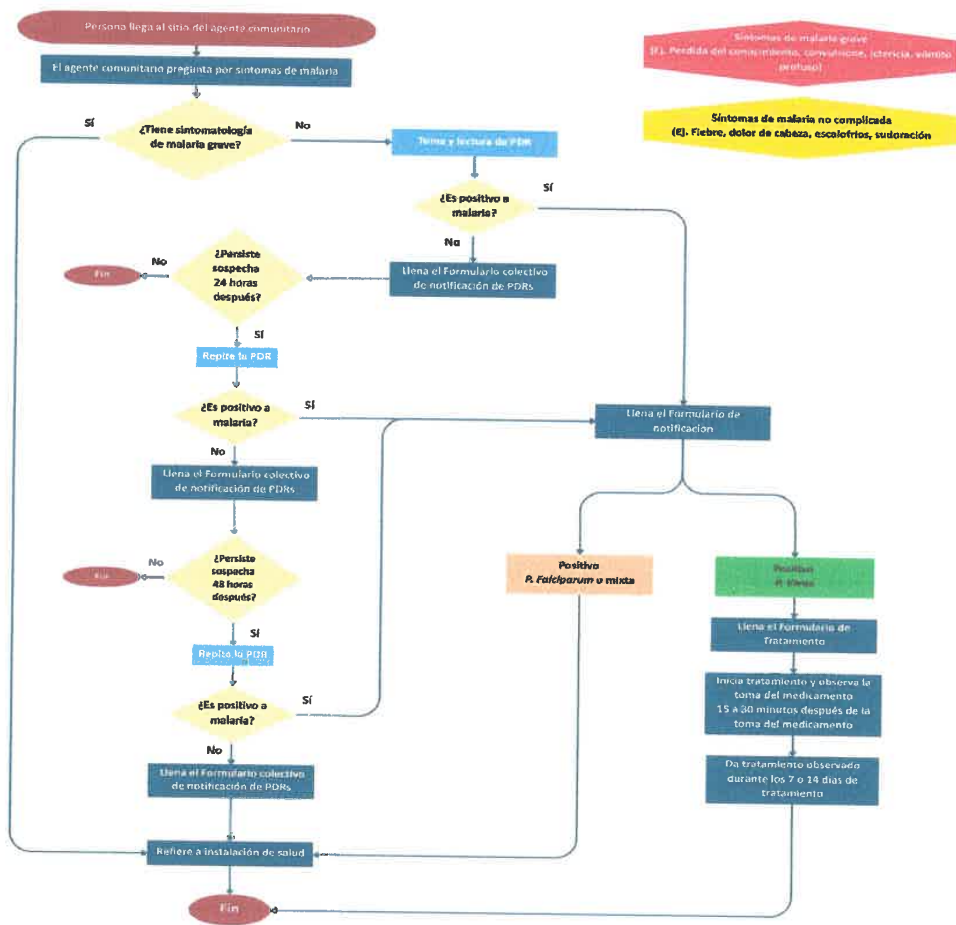 Persona llega al sitio del agente comunitario
El agente comunitario pregunta por síntomas de malaria
Síntomas de malaria grave
(Ej. Perdida del conocimiento, convulsione, ictericia, vómito
profuso)
Síntomas de malaria no complicada
(Ej. Fiebre, dolor de cabeza, escalofríos, sudoración
Sí
¿Tiene sintomatología
de malaria grave?
No
Toma y lectura de PDR
¿Es positivo a
malaria?
Sí
No
Llena el Formulario colectivo
de notificación de PDRs
¿Persiste
sospecha
24 horas
después?
No
Fin
Sí
Repite la PDR
¿Es positivo a
malaria?
Sí
Llena el Formulario de
notificación
No
Llena el Formulario colectivo
de notificación de PDRs
¿Persiste
sospecha
48 horas
después?
No
Fin
Positivo
P. Falciparum o mixta
Positivo
P. Vivax
Llena el Formulario de
Tratamiento
Sí
Repite la PDR
Inicia tratamiento y observa la
toma del medicamento
15 a 30 minutos después de la
toma del medicamento
¿Es positivo a
malaria?
Sí
No
Llena el Formulario colectivo
de notificación de PDRs
Da tratamiento observado
durante los 7 o 14 días de
tratamiento
Refiere a instalación de salud
Fin